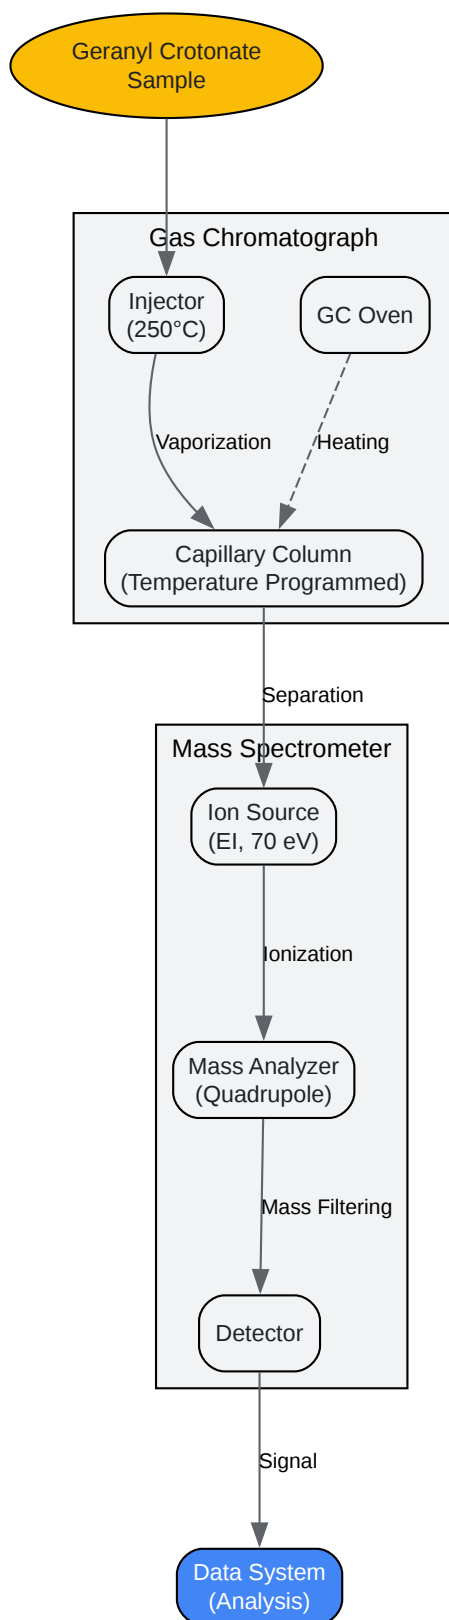 Geranyl Crotonate
Sample
Gas Chromatograph
Injector
(250°C)
GC Oven
Vaporization
Heating
Capillary Column
(Temperature Programmed)
Separation
Mass Spectrometer
Ion Source
(EI, 70 eV)
Ionization
Mass Analyzer
(Quadrupole)
Mass Filtering
Detector
Signal
Data System
(Analysis)